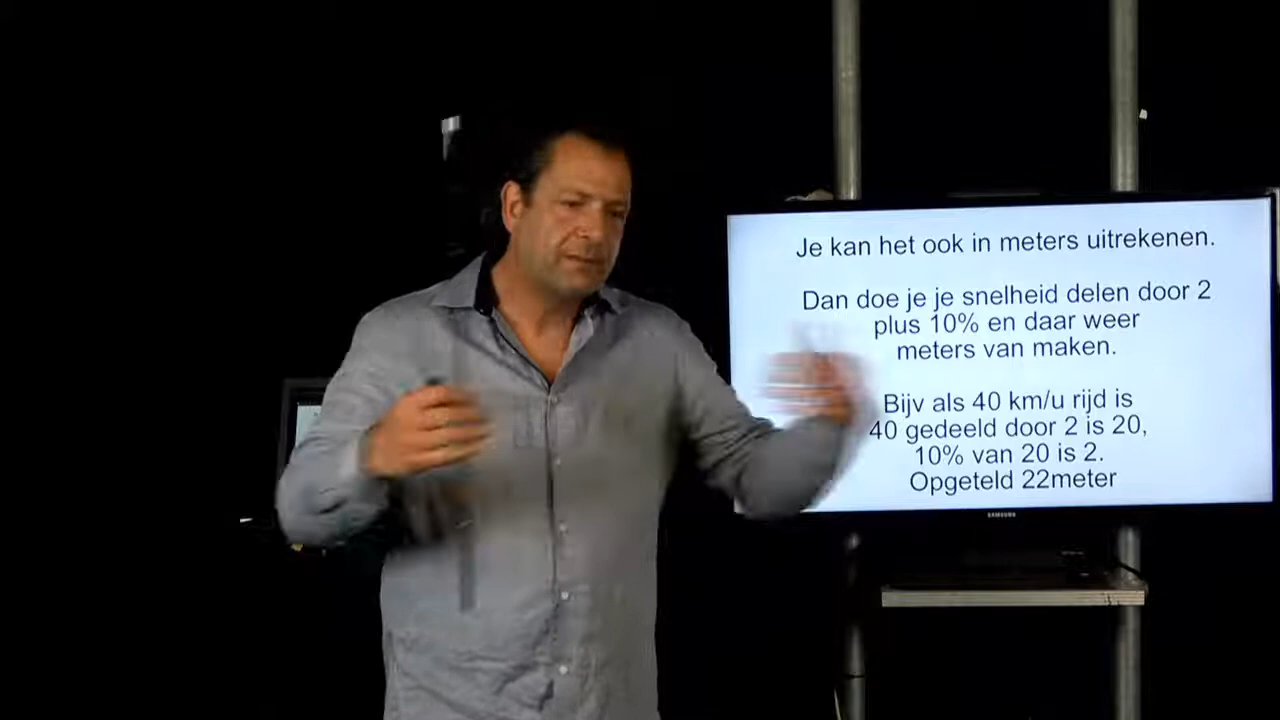 Je kan het ook in meters uitrekenen.
Dan doe je je snelheid delen door 2
plus 10% en daar weer
meters van maken.
Bijv als 40 km/u rijd is
40 gedeeld door 2 is 20,
10% van 20 is 2.
Opgeteld 22meter
SAMSUNG